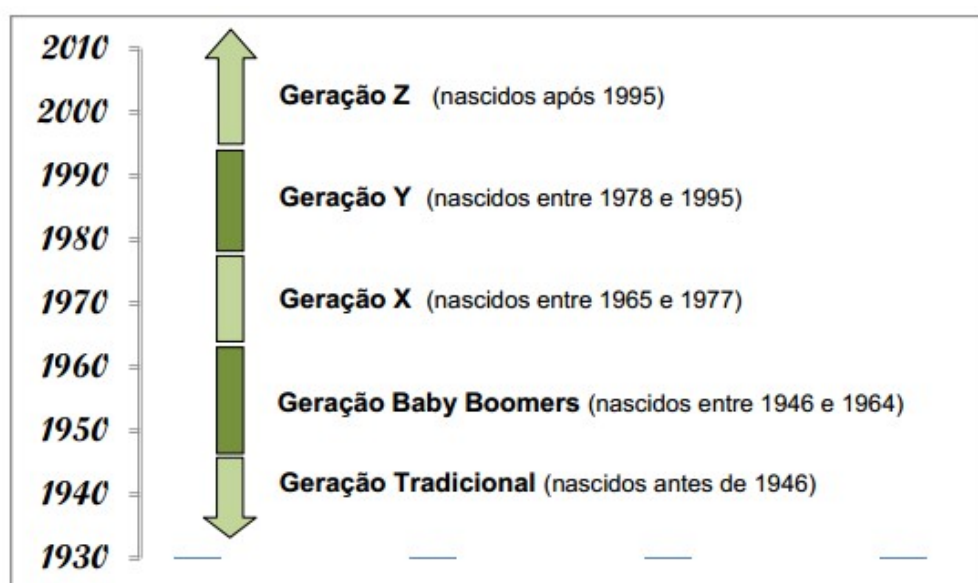 2010
Geração Z (nascidos após 1995)
2000
1990
Geração Y (nascidos entre 1978 e 1995)
1980
1970
Geração X (nascidos entre 1965 e 1977)
1960
Geração Baby Boomers (nascidos entre 1946 e 1964)
1950
1940
Geração Tradicional (nascidos antes de 1946)
1930